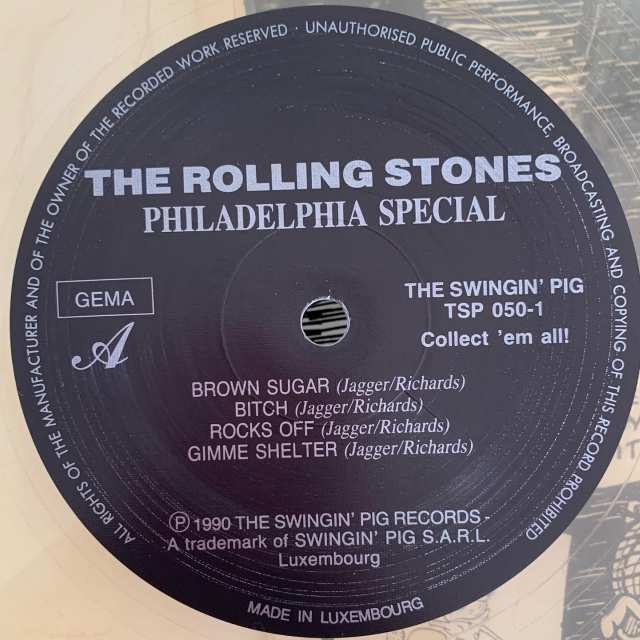 ALL RIGHTS OF THE MANUFACTURER AND OF THE OWNER OF THE RECORDED WORK RESERVED · UNAUTHORISED PUBLIC PERFORMANCE, BROADCASTING AND COPYING OF THIS RECORD PROHIBITED
THE ROLLING STONES
PHILADELPHIA SPECIAL
GEMA
A
THE SWINGIN' PIG
TSP 050-1
Collect 'em all!
BROWN SUGAR (Jagger/Richards)
BITCH (Jagger/Richards)
ROCKS OFF (Jagger/Richards)
GIMME SHELTER (Jagger/Richards)
Ⓟ 1990 THE SWINGIN' PIG RECORDS -
A trademark of SWINGIN' PIG S.A.R.L.
Luxembourg
MADE IN LUXEMBOURG